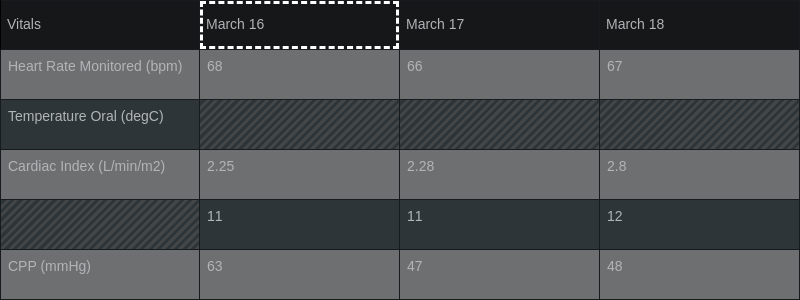 Vitals March 16 March 17 March 18
Heart Rate Monitored (bpm) 68 66 67
Temperature Oral (degC)
Cardiac Index (L/min/m2) 2.25 2.28 2.8
11 11 12
CPP (mmHg) 63 47 48